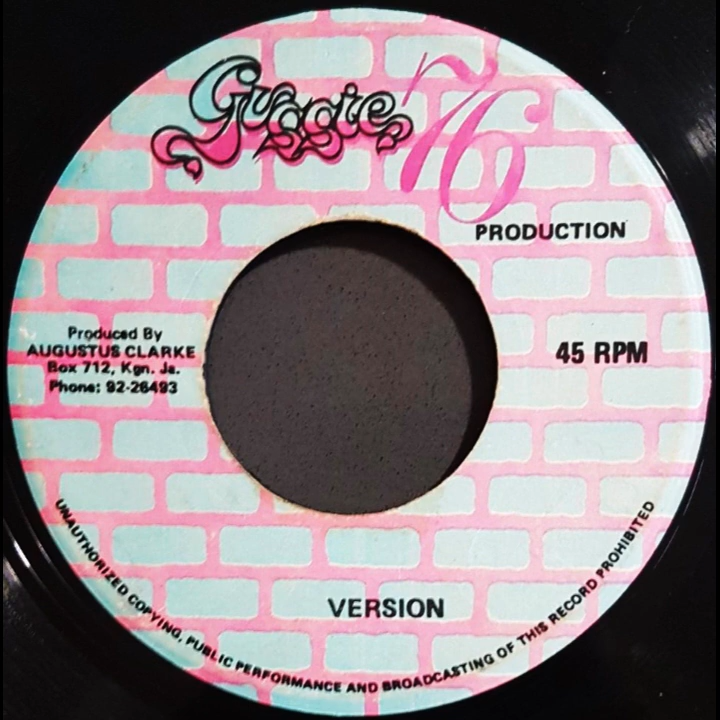 Gussie 76
PRODUCTION
Produced By
AUGUSTUS CLARKE
Box 712, Kgn. Ja.
Phone: 92-26493
45 RPM
VERSION
UNAUTHORIZED COPYING, PUBLIC PERFORMANCE AND BROADCASTING OF THIS RECORD PROHIBITED